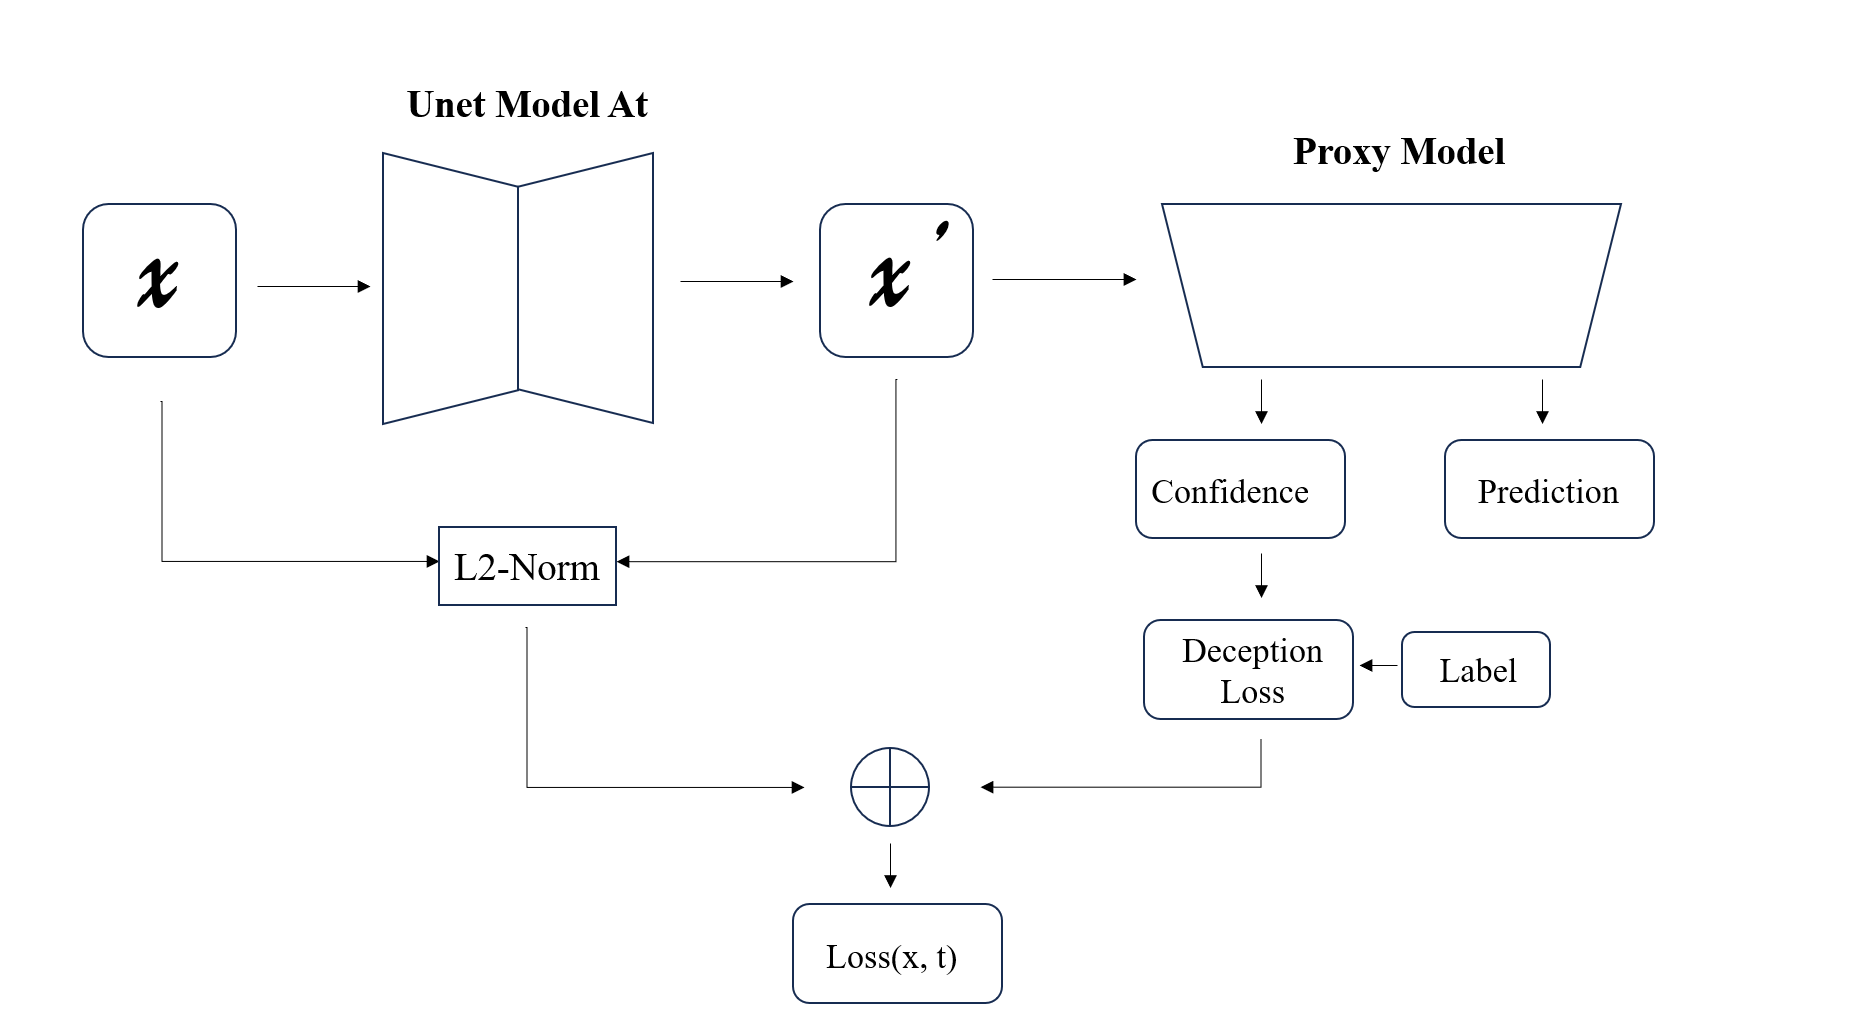 Unet Model At
Proxy Model
x
x’
Confidence
Prediction
L2-Norm
Deception
Loss
Label
Loss(x, t)